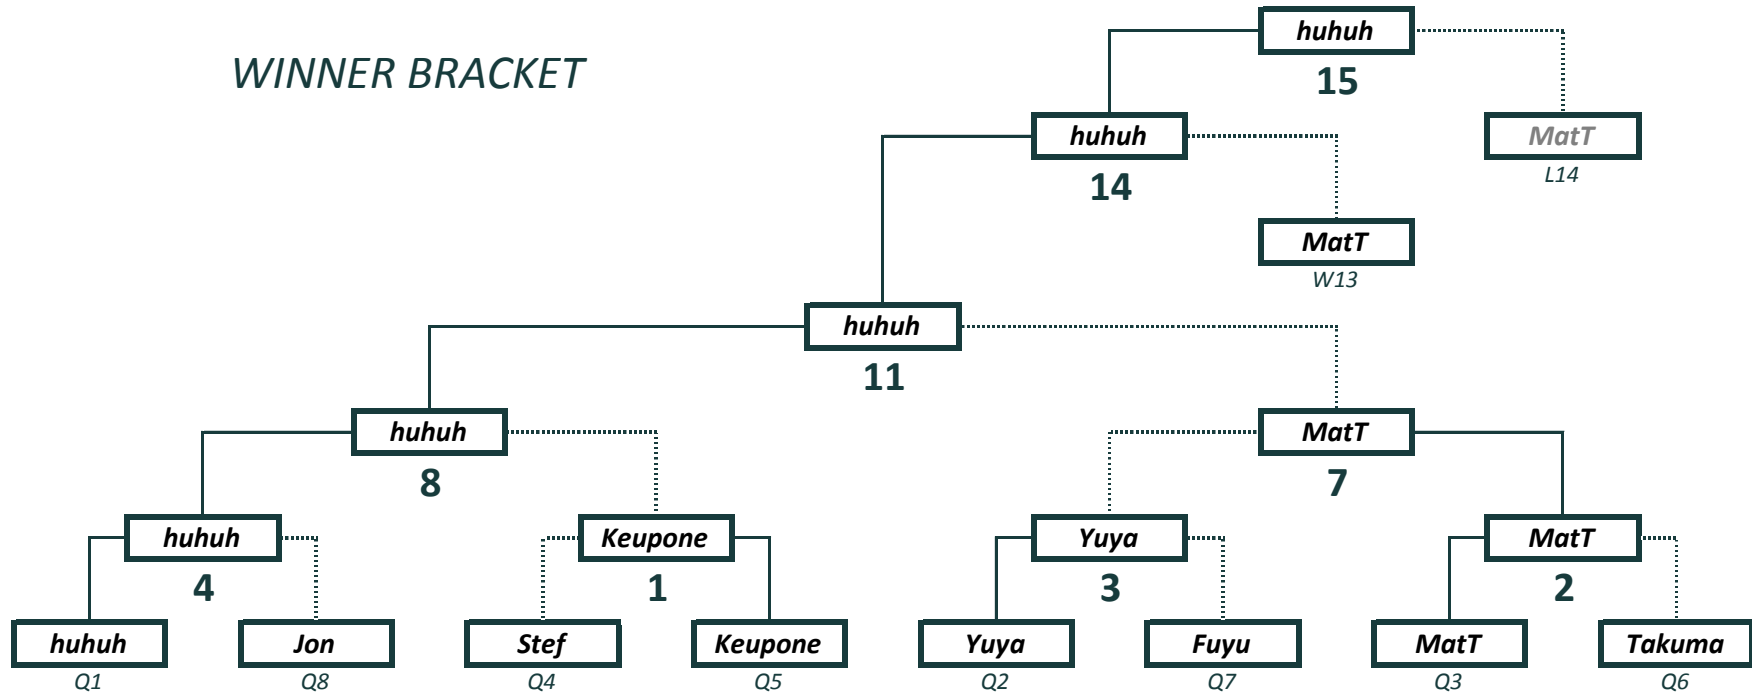 huhuh
WINNER BRACKET
15
huhuh
MatT
L14
14
MatT
W13
huhuh
11
huhuh
MatT
8
7
huhuh
Keupone
Yuya
MatT
4
1
3
2
huhuh
Jon
Stef
Keupone
Yuya
Fuyu
MatT
Takuma
Q1
Q8
Q4
Q5
Q2
Q7
Q3
Q6